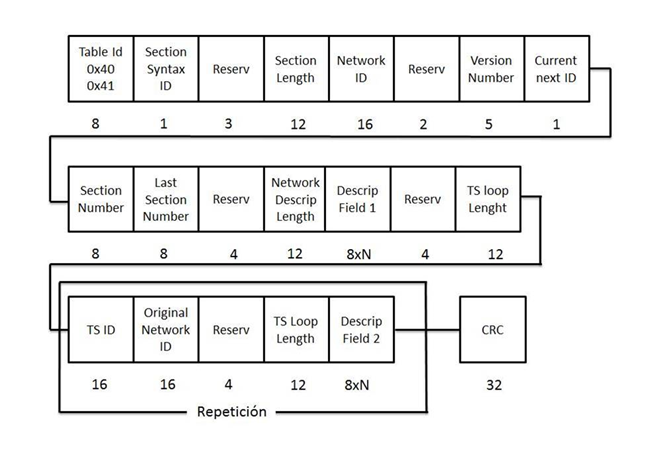 Table Id
0x40
0x41
Section
Syntax
ID
Reserv
Section
Length
Network
ID
Reserv
Version
Number
Current
next ID
8 1 3 12 16 2 5 1
Section
Number
Last
Section
Number
Reserv
Network
Descrip
Length
Descrip
Field 1
Reserv
TS loop
Lenght
8 8 4 12 8xN 4 12
TS ID
Original
Network
ID
Reserv
TS Loop
Length
Descrip
Field 2
CRC
16 16 4 12 8xN 32
Repetición